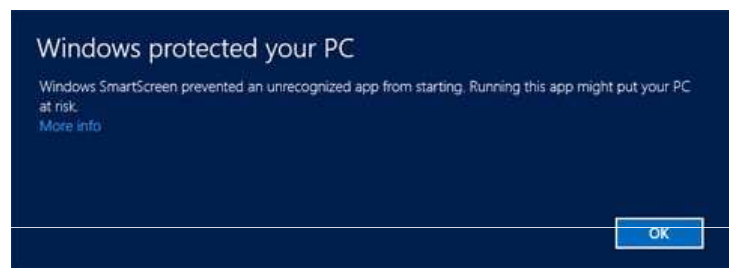 Windows protected your PC
Windows SmartScreen prevented an unrecognized app from starting. Running this app might put your PC
at risk.
More info
OK